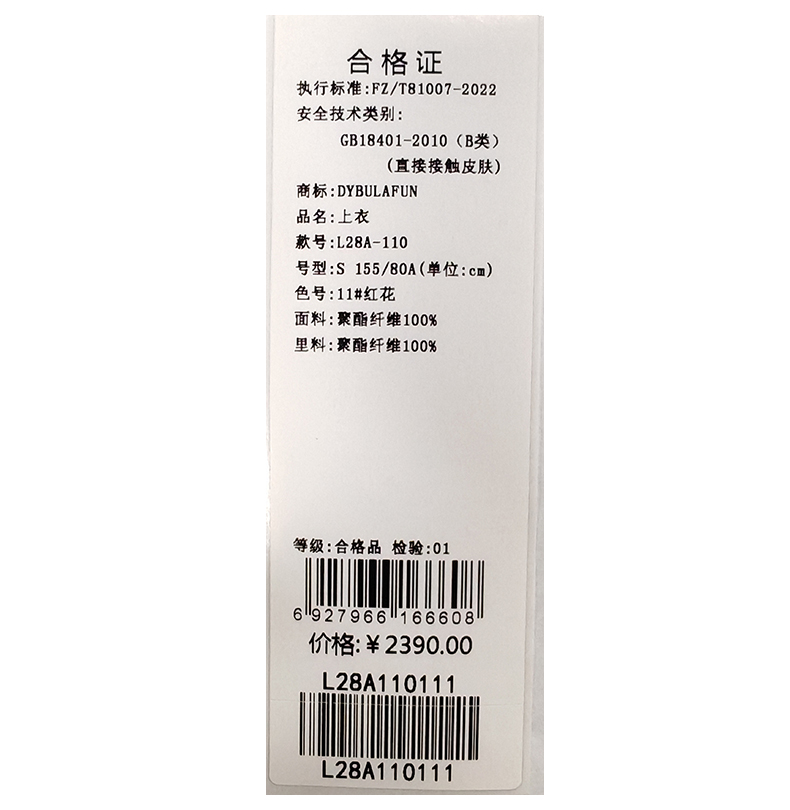 合格证
执行标准:FZ/T81007-2022
安全技术类别:
GB18401-2010（B类）
(直接接触皮肤)
商标:DYBULAFUN
品名:上衣
款号:L28A-110
号型:S 155/80A(单位:cm)
色号:11#红花
面料:聚酯纤维100%
里料:聚酯纤维100%
等级:合格品 检验:01
6 927966 166608
价格:￥2390.00
L28A110111
L28A110111